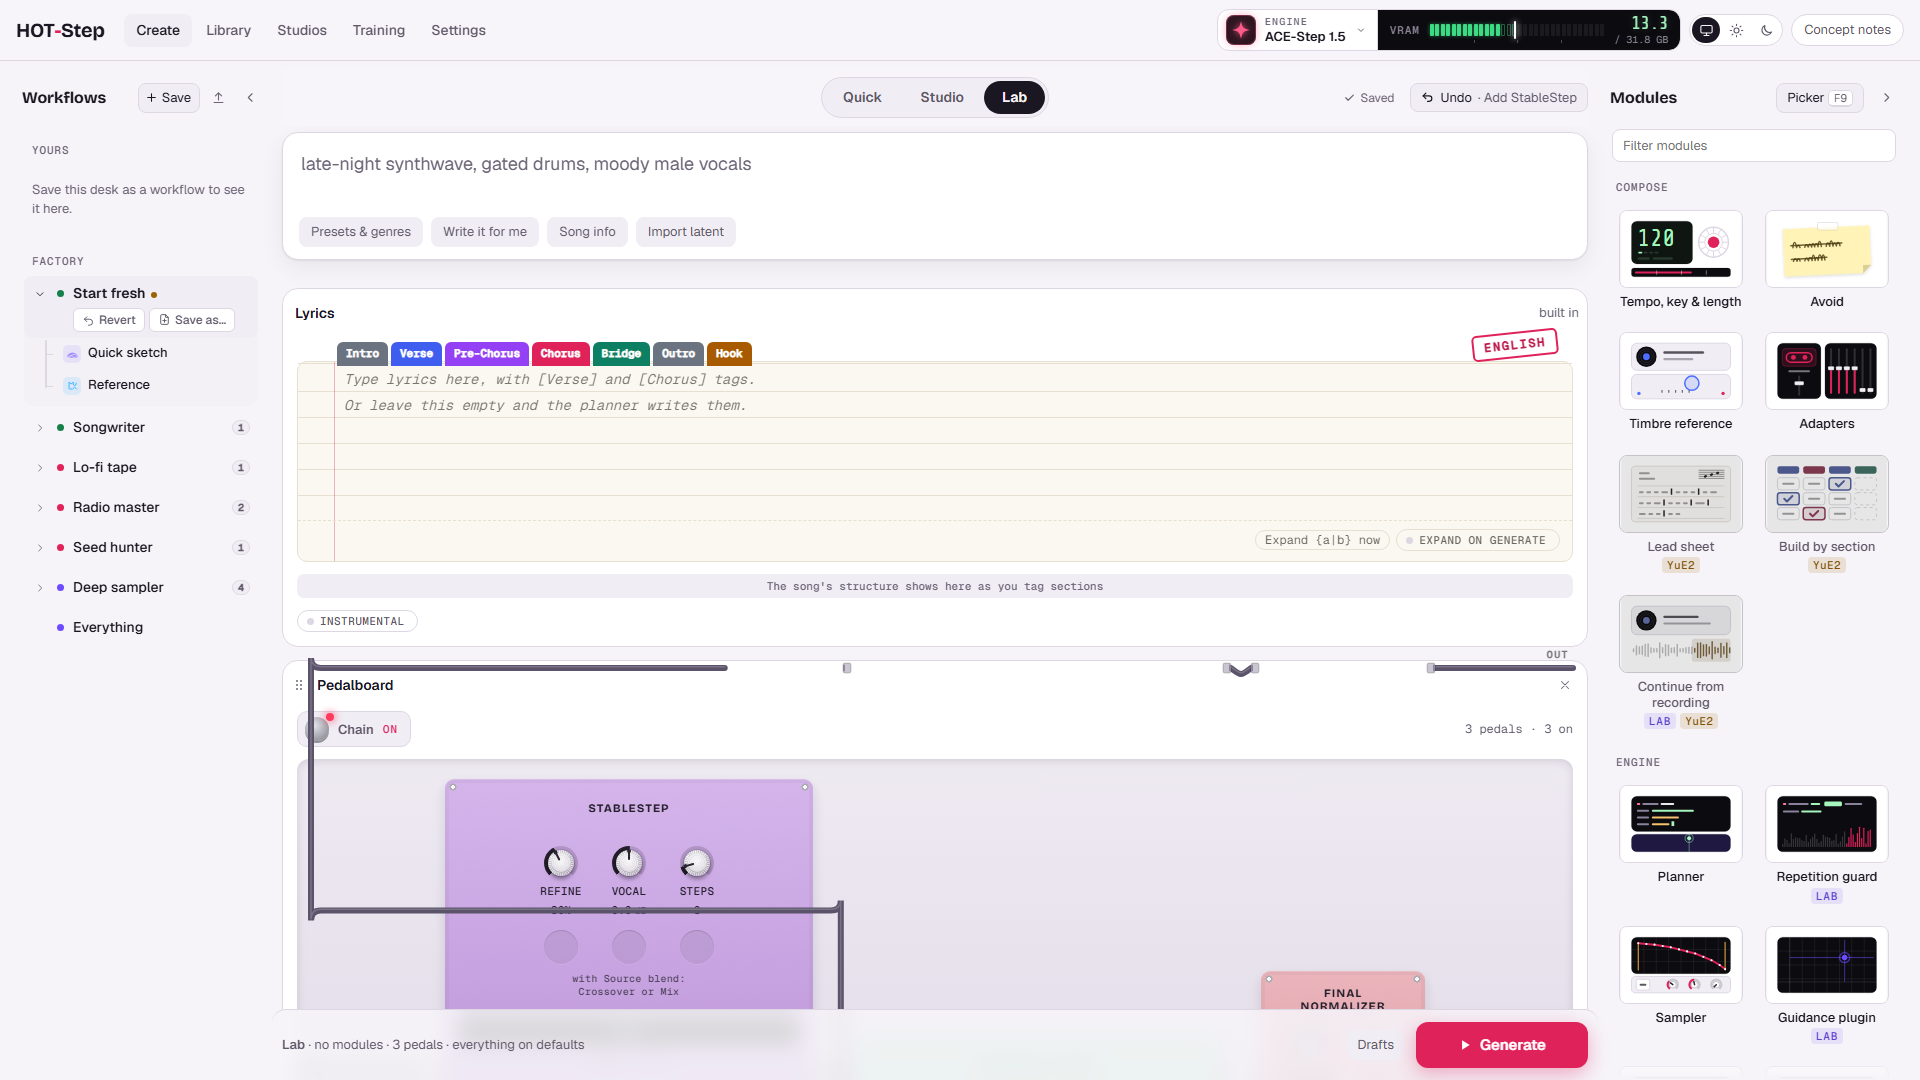 HOT-Step
Create
Library
Studios
Training
Settings
ENGINE
ACE-Step 1.5
VRAM
13.3
/ 31.8 GB
Concept notes
Workflows
+ Save
Quick
Studio
Lab
Saved
Undo · Add StableStep
Modules
Picker F9
YOURS
Save this desk as a workflow to see
it here.
FACTORY
Start fresh
Revert
Save as...
Quick sketch
Reference
Songwriter 1
Lo-fi tape 1
Radio master 2
Seed hunter 1
Deep sampler 4
Everything
late-night synthwave, gated drums, moody male vocals
Presets & genres
Write it for me
Song info
Import latent
Lyrics
built in
Intro
Verse
Pre-Chorus
Chorus
Bridge
Outro
Hook
ENGLISH
Type lyrics here, with [Verse] and [Chorus] tags.
Or leave this empty and the planner writes them.
Expand {a|b} now
EXPAND ON GENERATE
The song's structure shows here as you tag sections
INSTRUMENTAL
OUT
Pedalboard
Chain ON
3 pedals · 3 on
STABLESTEP
REFINE
VOCAL
STEPS
with Source blend:
Crossover or Mix
FINAL
NORMALIZER
Lab · no modules · 3 pedals · everything on defaults
Drafts
Generate
Filter modules
COMPOSE
120
Tempo, key & length
Avoid
Timbre reference
Adapters
Lead sheet
YuE2
Build by section
YuE2
Continue from
recording
LAB YuE2
ENGINE
Planner
Repetition guard
LAB
Sampler
Guidance plugin
LAB